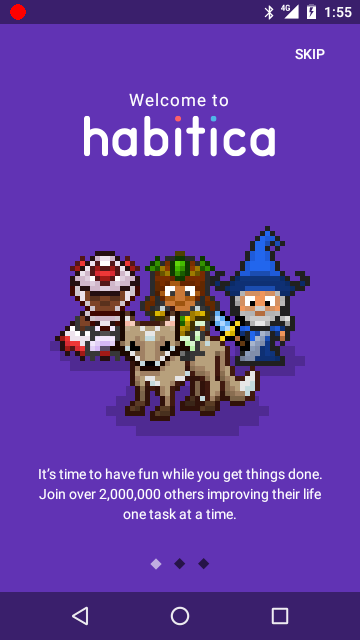 4G 1:55
SKIP
Welcome to
habitica
It's time to have fun while you get things done.
Join over 2,000,000 others improving their life
one task at a time.